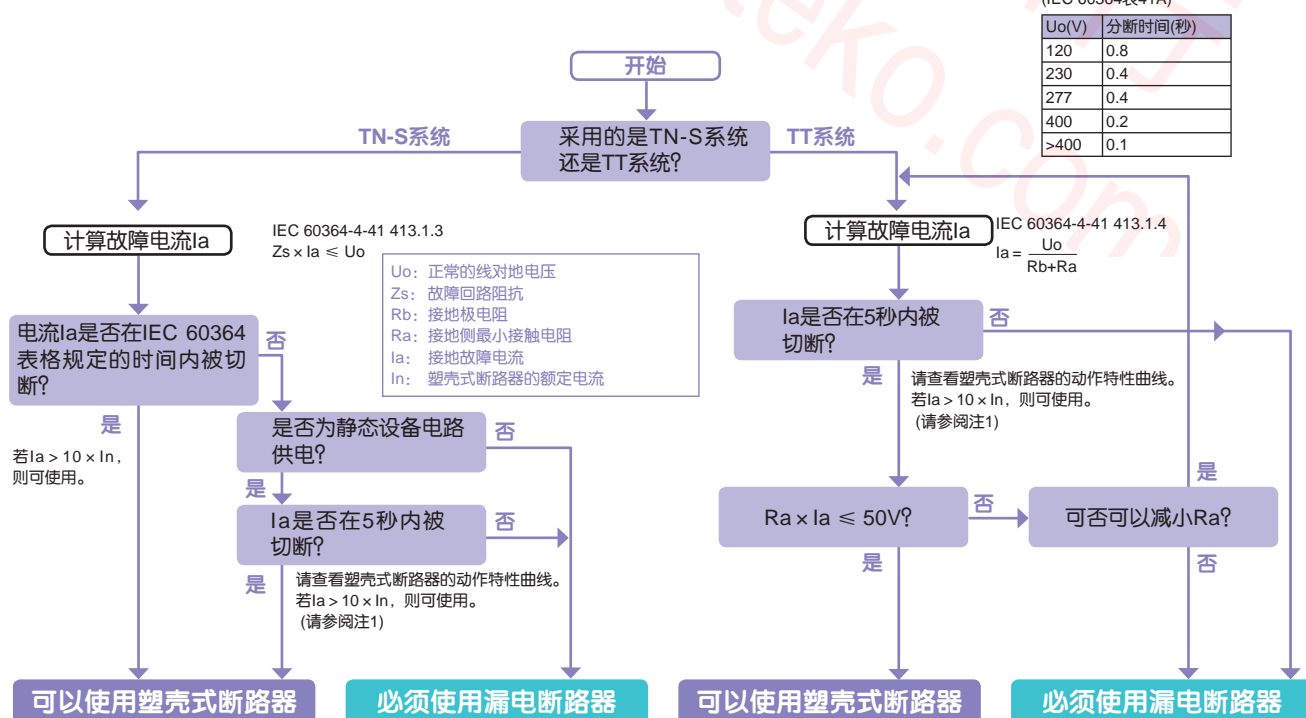 (IEC 60364表41A)
Uo(V) 分断时间(秒)
120 0.8
230 0.4
277 0.4
400 0.2
>400 0.1
开始
采用的是TN-S系统
还是TT系统?
TN-S系统
TT系统
计算故障电流Ia
IEC 60364-4-41 413.1.3
Zs × Ia ≤ Uo
Uo：正常的线对地电压
Zs：故障回路阻抗
Rb：接地极电阻
Ra：接地侧最小接触电阻
Ia：接地故障电流
In：塑壳式断路器的额定电流
电流Ia是否在IEC 60364
表格规定的时间内被切
断?
否
是
若Ia > 10 × In，
则可使用。
是否为静态设备电路
供电?
否
是
Ia是否在5秒内被
切断?
否
是
请查看塑壳式断路器的动作特性曲线。
若Ia > 10 × In，则可使用。
(请参阅注1)
可以使用塑壳式断路器
必须使用漏电断路器
计算故障电流Ia
IEC 60364-4-41 413.1.4
Ia = Uo
Rb+Ra
Ia是否在5秒内被
切断?
否
是
请查看塑壳式断路器的动作特性曲线。
若Ia > 10 × In，则可使用。
(请参阅注1)
Ra × Ia ≤ 50V?
否
是
可否可以减小Ra?
是
否
可以使用塑壳式断路器
必须使用漏电断路器
teko.com